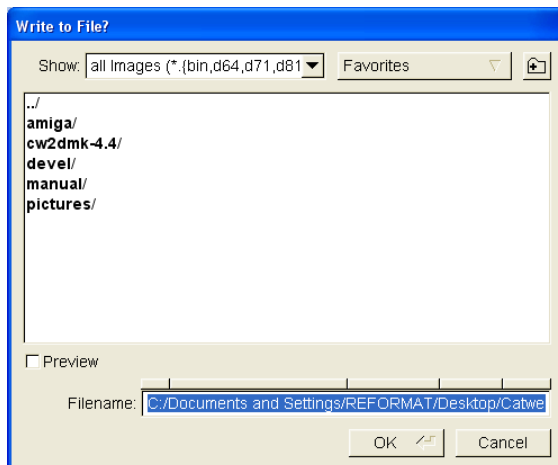 Write to File?
Show: all Images (*.{bin,d64,d71,d81 Favorites
../
amiga/
cw2dmk-4.4/
devel/
manual/
pictures/
Preview
Filename: C:/Documents and Settings/REFORMAT/Desktop/Catwe
OK Cancel